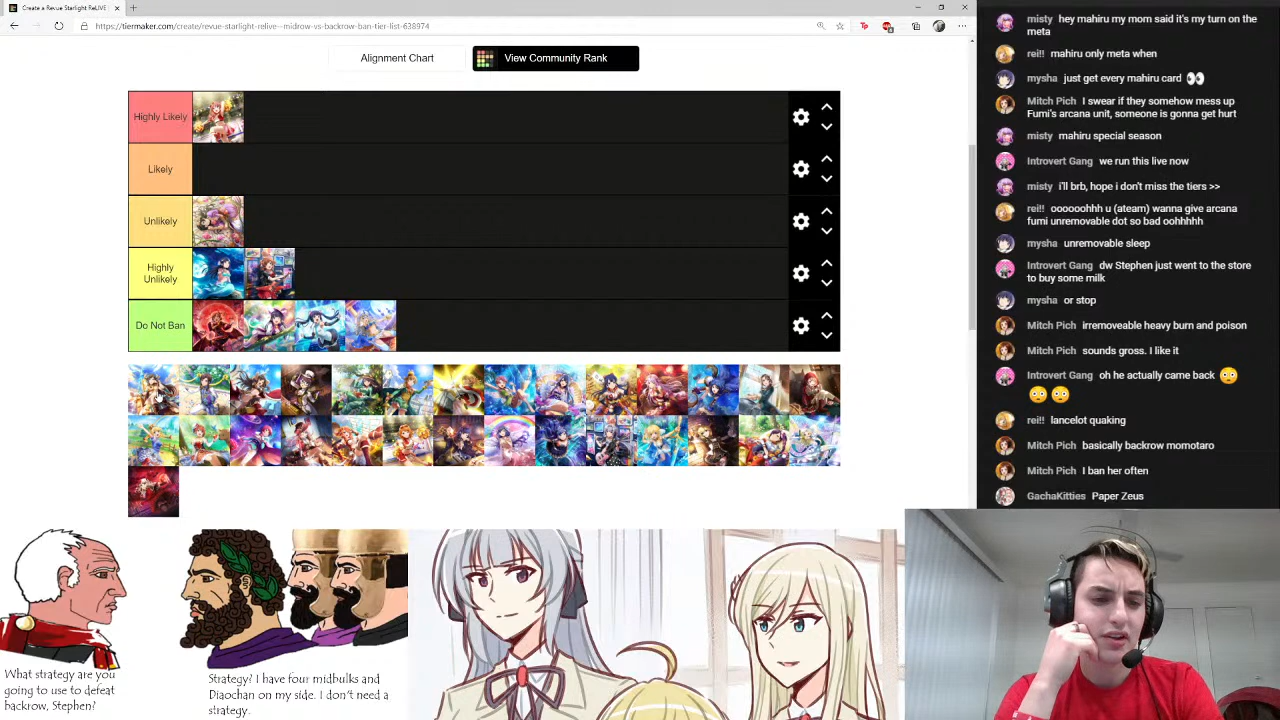 Create a Revue Starlight ReLIVE
https://tiermaker.com/create/revue-starlight-relive--midrow-vs-backrow-ban-tier-list-638974
Alignment Chart
View Community Rank
Highly Likely
Likely
Unlikely
Highly
Unlikely
Do Not Ban
What strategy are you
going to use to defeat
backrow, Stephen?
Strategy? I have four midbulks and
Diaochan on my side. I don't need a
strategy.
misty hey mahiru my mom said it's my turn on the
meta
rei!! mahiru only meta when
mysha just get every mahiru card 👀
Mitch Pich I swear if they somehow mess up
Fumi's arcana unit, someone is gonna get hurt
misty mahiru special season
Introvert Gang we run this live now
misty i'll brb, hope i don't miss the tiers >>
rei!! oooooohhh u (ateam) wanna give arcana
fumi unremovable dot so bad oohhhhh
mysha unremovable sleep
Introvert Gang dw Stephen just went to the store
to buy some milk
mysha or stop
Mitch Pich irremoveable heavy burn and poison
Mitch Pich sounds gross. I like it
Introvert Gang oh he actually came back 😳
😳 😳
rei!! lancelot quaking
Mitch Pich basically backrow momotaro
Mitch Pich I ban her often
GachaKitties Paper Zeus